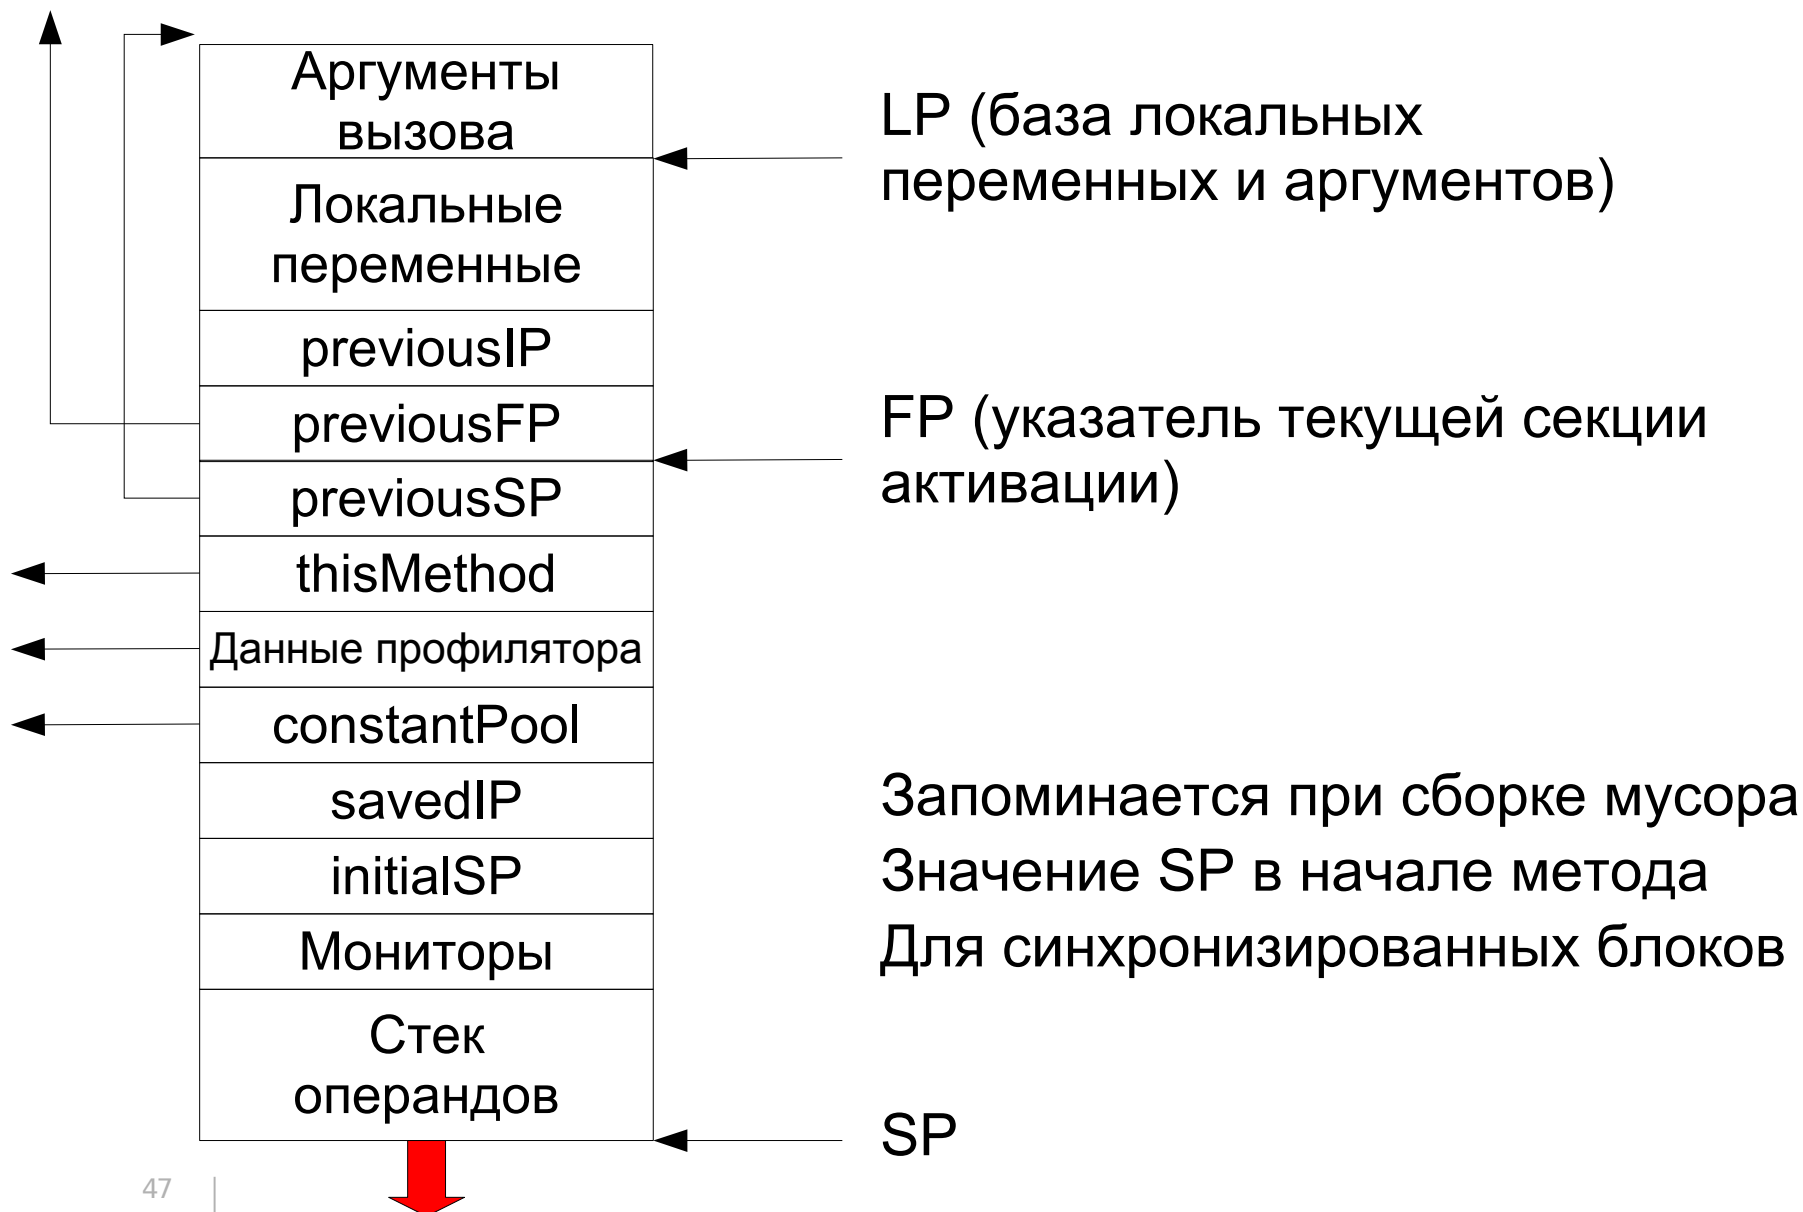 Аргументы
вызова
LP (база локальных
переменных и аргументов)
Локальные
переменные
previousIP
previousFP
FP (указатель текущей секции
активации)
previousSP
thisMethod
Данные профилятора
constantPool
savedIP
Запоминается при сборке мусора
initialSP
Значение SP в начале метода
Мониторы
Для синхронизированных блоков
Стек
операндов
SP
47